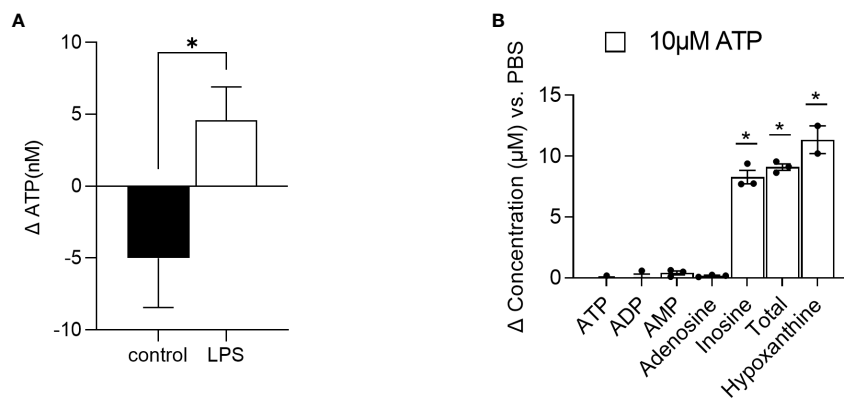 A
Δ ATP(nM)
10
5
0
-5
-10
*
control LPS
B
10µM ATP
Δ Concentration (µM) vs. PBS
15
10
5
0
* * *
ATP
ADP
AMP
Adenosine
Inosine
Total
Hypoxanthine